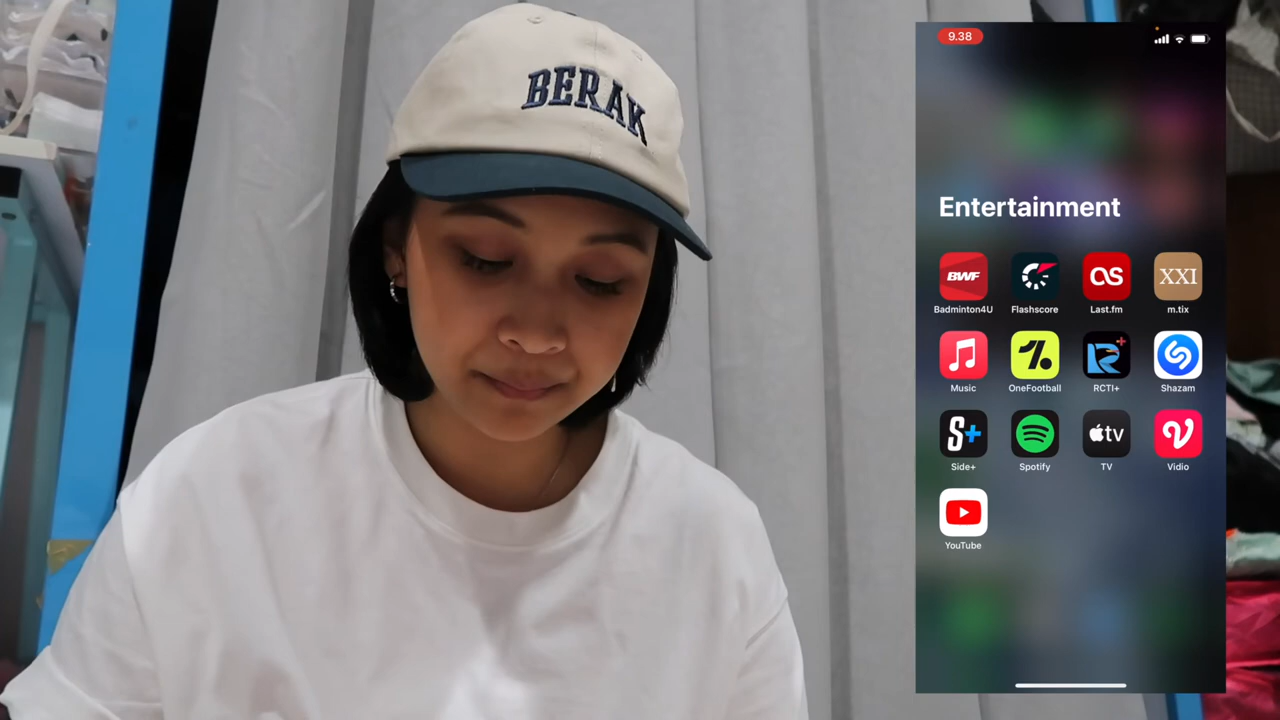 BERAK
9.38
Entertainment
BWF
XXI
Badminton4U Flashscore Last.fm m.tix
Music OneFootball RCTI+ Shazam
S+ tv
Side+ Spotify TV Vidio
YouTube